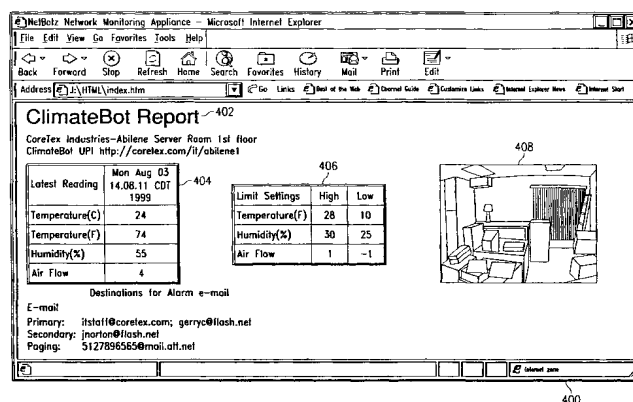 NetBotz Network Monitoring Appliance – Microsoft Internet Explorer
File Edit View Go Favorites Tools Help
Back Forward Stop Refresh Home Search Favorites History Mail Print Edit
Address J:\HTML\index.htm Go Links Best of the Web Channel Guide Customize Links Internet Explorer News Internet Start
ClimateBot Report 402
CoreTex Industries–Abilene Server Room 1st floor
ClimateBot UPI http://coretex.com/it/abilene1
404
Latest Reading Mon Aug 03 14.08.11 CDT 1999
Temperature(C) 24
Temperature(F) 74
Humidity(%) 55
Air Flow 4
406
Limit Settings High Low
Temperature(F) 28 10
Humidity(%) 30 25
Air Flow 1 –1
408
Destinations for Alarm e–mail
E–mail
Primary: itstaff@coretex.com; gerryc@flash.net
Secondary: jnorton@flash.net
Paging: 5127896565@mail.att.net
Internet zone
400